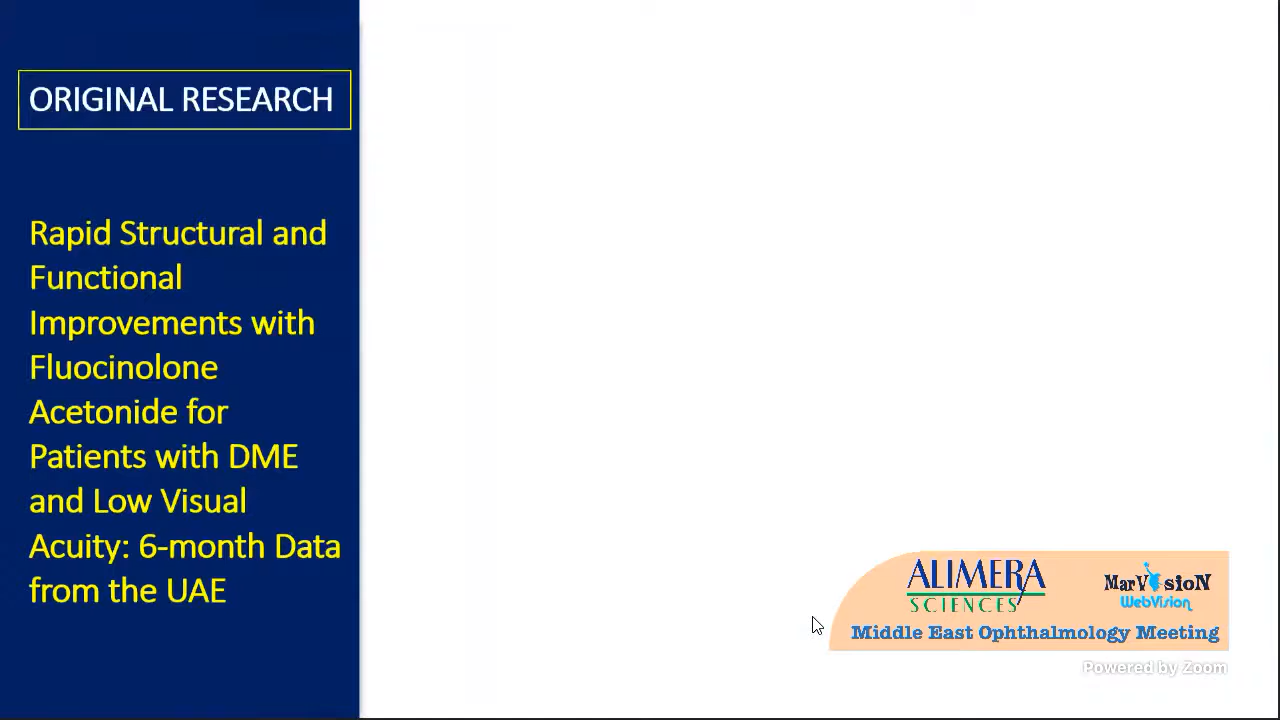 ORIGINAL RESEARCH
Rapid Structural and
Functional
Improvements with
Fluocinolone
Acetonide for
Patients with DME
and Low Visual
Acuity: 6-month Data
from the UAE
ALIMERA
SCIENCES
MarVisioN
WebVision
Middle East Ophthalmology Meeting
Powered by Zoom